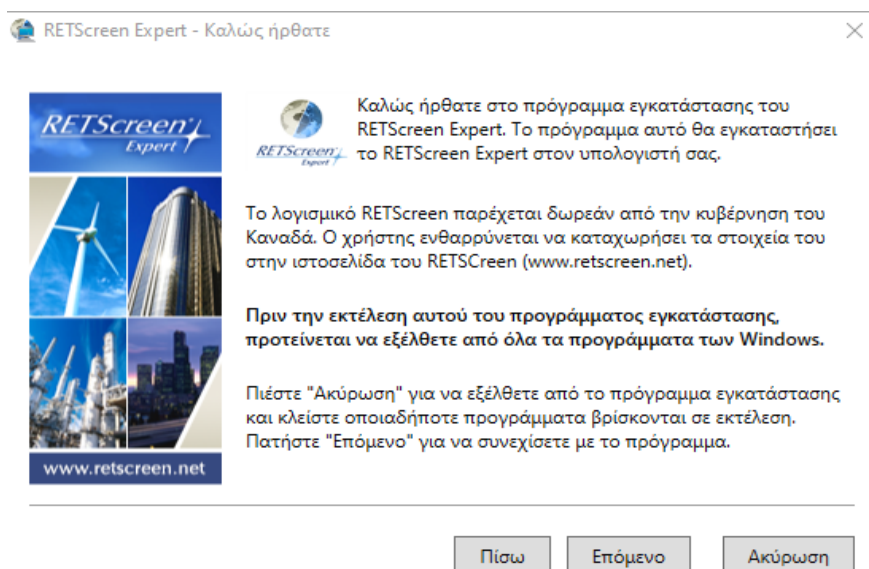 RETScreen Expert - Καλώς ήρθατε
RETScreen
Expert
RETScreen
Expert
Καλώς ήρθατε στο πρόγραμμα εγκατάστασης του
RETScreen Expert. Το πρόγραμμα αυτό θα εγκαταστήσει
το RETScreen Expert στον υπολογιστή σας.
Το λογισμικό RETScreen παρέχεται δωρεάν από την κυβέρνηση του
Καναδά. Ο χρήστης ενθαρρύνεται να καταχωρήσει τα στοιχεία του
στην ιστοσελίδα του RETSCreen (www.retscreen.net).
Πριν την εκτέλεση αυτού του προγράμματος εγκατάστασης,
προτείνεται να εξέλθετε από όλα τα προγράμματα των Windows.
Πιέστε "Ακύρωση" για να εξέλθετε από το πρόγραμμα εγκατάστασης
και κλείστε οποιαδήποτε προγράμματα βρίσκονται σε εκτέλεση.
Πατήστε "Επόμενο" για να συνεχίσετε με το πρόγραμμα.
www.retscreen.net
Πίσω Επόμενο Ακύρωση